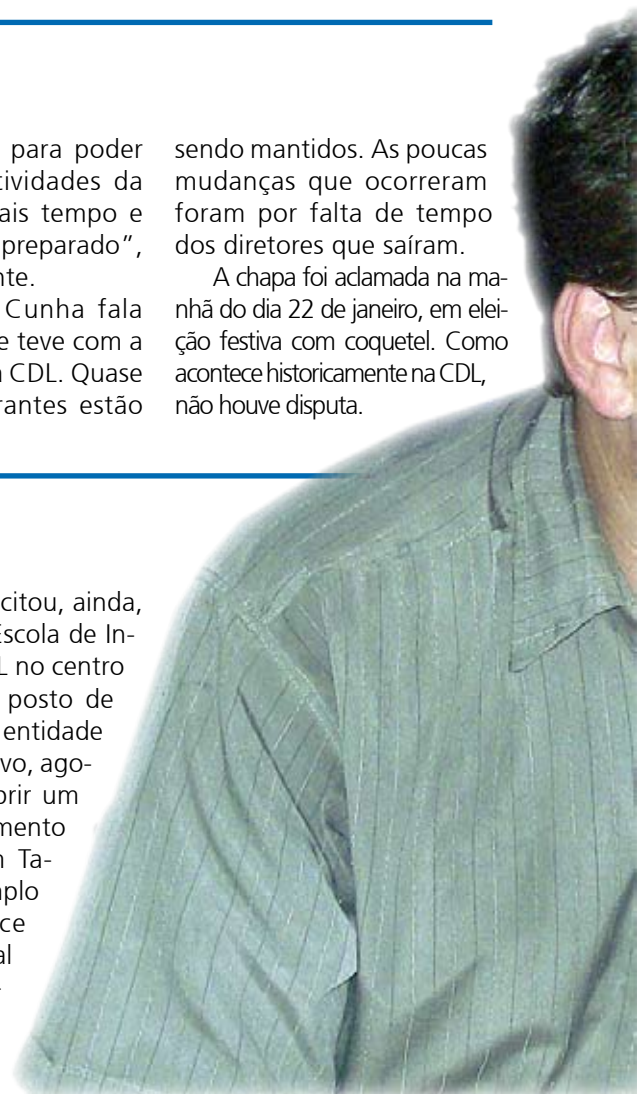 para poder
tividades da
ais tempo e
preparado”,
nte.
Cunha fala
e teve com a
CDL. Quase
rantes estão
sendo mantidos. As poucas
mudanças que ocorreram
foram por falta de tempo
dos diretores que saíram.
A chapa foi aclamada na ma-
nhã do dia 22 de janeiro, em elei-
ção festiva com coquetel. Como
acontece historicamente na CDL,
não houve disputa.
citou, ainda,
Escola de In-
L no centro
posto de
entidade
vo, ago-
brir um
mento
Ta-
plo
ce
al
-